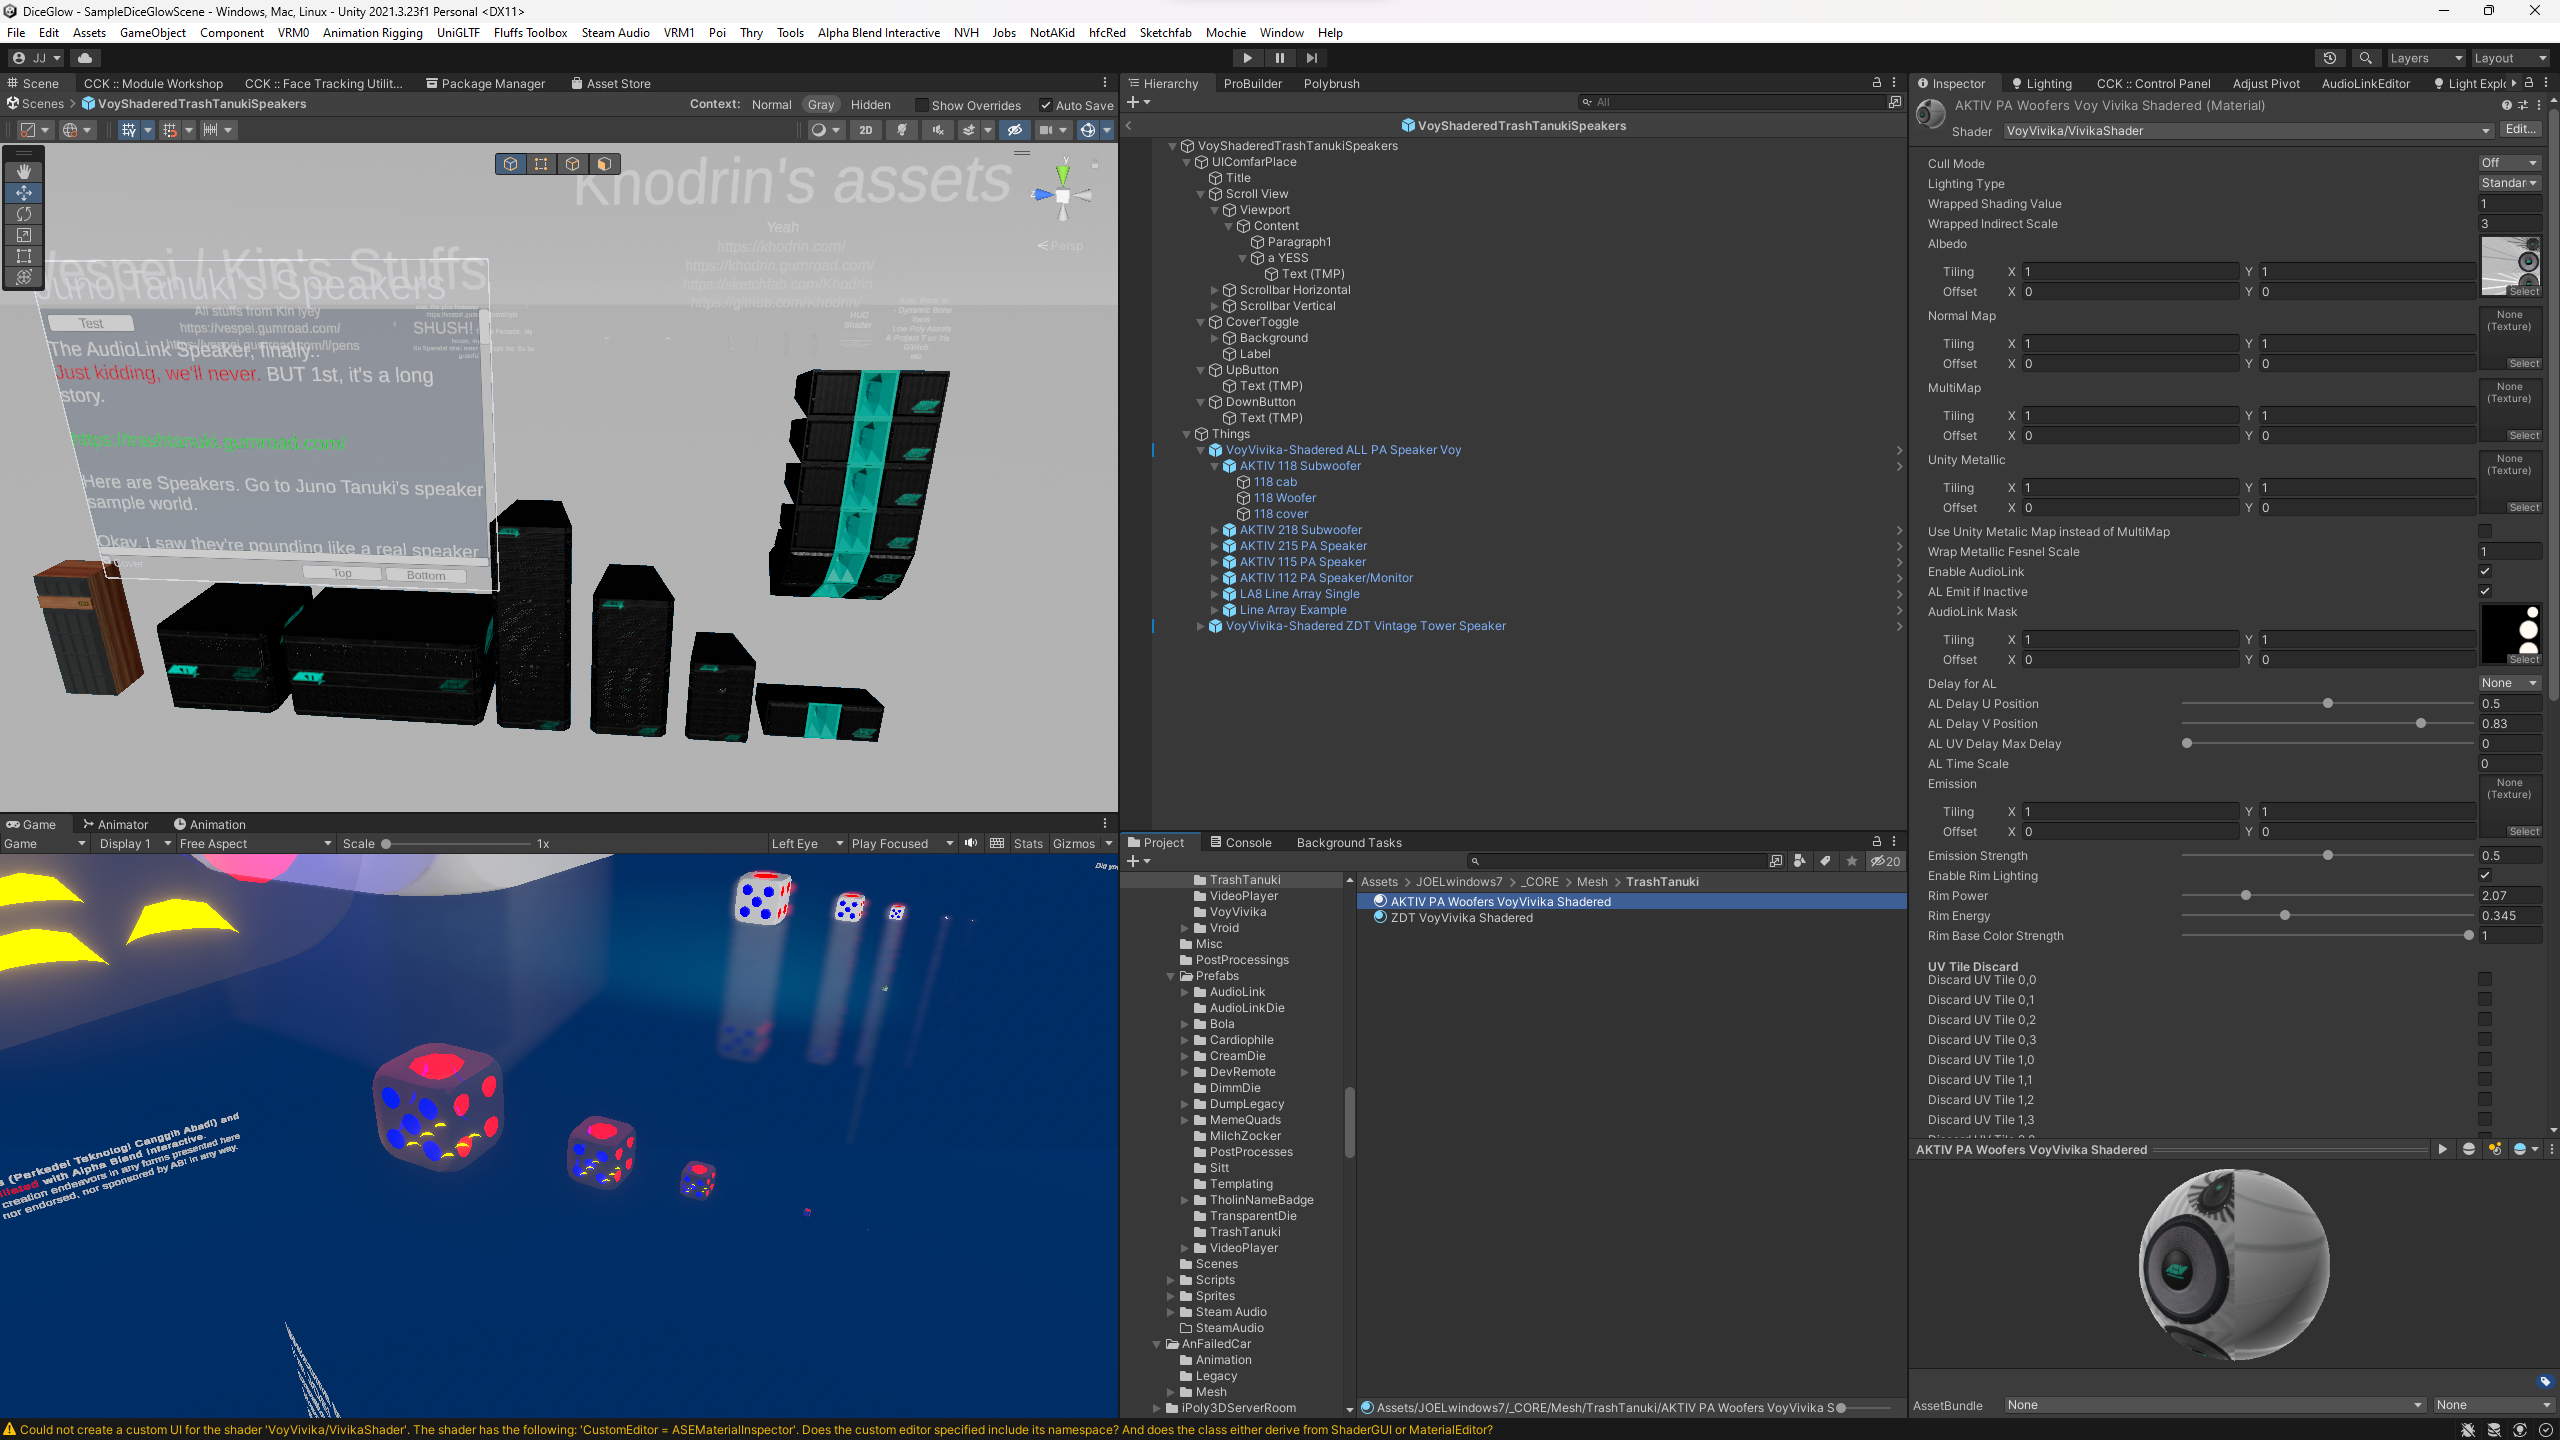 DiceGlow - SampleDiceGlowScene - Windows, Mac, Linux - Unity 2021.3.23f1 Personal <DX11>
File Edit Assets GameObject Component VRM0 Animation Rigging UniGLTF Fluffs Toolbox Steam Audio VRM1 Poi Thry Tools Alpha Blend Interactive NVH Jobs NotAKid hfcRed Sketchfab Mochie Window Help
JJ Layers Layout
Scene CCK :: Module Workshop CCK :: Face Tracking Utilit... Package Manager Asset Store
Scenes VoyShaderedTrashTanukiSpeakers Context: Normal Gray Hidden Show Overrides Auto Save
2D
Khodrin's assets
Yeah
https://khodrin.com/
https://khodrin.gumroad.com/
https://sketchfab.com/Khodrin
https://github.com/Khodrin/
Persp
Vespei / Kin's Stuffs
JunoTanuki's Speakers
All stuffs from Kin Iyey
https://vespei.gumroad.com/
https://vespei.gumroad.com/l/pens
SHUSH!
HUD
Shader
- Dynamic Bone
- Low Poly Assets
Test
The AudioLink Speaker, finally..
Just kidding, we'll never. BUT 1st, it's a long
story.
https://trashtanuki.gumroad.com/
Here are Speakers. Go to Juno Tanuki's speaker
sample world.
Okay, I saw they're pounding like a real speaker
Cover
Top Bottom
Game Animator Animation
Game Display 1 Free Aspect Scale 1x Left Eye Play Focused Stats Gizmos
Did you
s (Perkedel Teknologi Canggih Abadi) and
iliated with Alpha Blend Interactive.
creation endeavors in any forms presented here
nor endorsed, nor sponsored by ABI in any way.
Hierarchy ProBuilder Polybrush
All
VoyShaderedTrashTanukiSpeakers
VoyShaderedTrashTanukiSpeakers
UIComfarPlace
Title
Scroll View
Viewport
Content
Paragraph1
a YESS
Text (TMP)
Scrollbar Horizontal
Scrollbar Vertical
CoverToggle
Background
Label
UpButton
Text (TMP)
DownButton
Text (TMP)
Things
VoyVivika-Shadered ALL PA Speaker Voy
AKTIV 118 Subwoofer
118 cab
118 Woofer
118 cover
AKTIV 218 Subwoofer
AKTIV 215 PA Speaker
AKTIV 115 PA Speaker
AKTIV 112 PA Speaker/Monitor
LA8 Line Array Single
Line Array Example
VoyVivika-Shadered ZDT Vintage Tower Speaker
Project Console Background Tasks
20
TrashTanuki
VideoPlayer
VoyVivika
Vroid
Misc
PostProcessings
Prefabs
AudioLink
AudioLinkDie
Bola
Cardiophile
CreamDie
DevRemote
DimmDie
DumpLegacy
MemeQuads
MilchZocker
PostProcesses
Sitt
Templating
TholinNameBadge
TransparentDie
TrashTanuki
VideoPlayer
Scenes
Scripts
Sprites
Steam Audio
SteamAudio
AnFailedCar
Animation
Legacy
Mesh
iPoly3DServerRoom
Assets > JOELwindows7 > _CORE > Mesh > TrashTanuki
AKTIV PA Woofers VoyVivika Shadered
ZDT VoyVivika Shadered
Assets/JOELwindows7/_CORE/Mesh/TrashTanuki/AKTIV PA Woofers VoyVivika S
Inspector Lighting CCK :: Control Panel Adjust Pivot AudioLinkEditor Light Explo
AKTIV PA Woofers Voy Vivika Shadered (Material)
Shader VoyVivika/VivikaShader Edit...
Cull Mode Off
Lighting Type Standar
Wrapped Shading Value 1
Wrapped Indirect Scale 3
Albedo
Tiling X 1 Y 1
Offset X 0 Y 0 Select
Normal Map None (Texture)
Tiling X 1 Y 1
Offset X 0 Y 0 Select
MultiMap None (Texture)
Tiling X 1 Y 1
Offset X 0 Y 0 Select
Unity Metallic None (Texture)
Tiling X 1 Y 1
Offset X 0 Y 0 Select
Use Unity Metalic Map instead of MultiMap
Wrap Metallic Fesnel Scale 1
Enable AudioLink
AL Emit if Inactive
AudioLink Mask
Tiling X 1 Y 1
Offset X 0 Y 0 Select
Delay for AL None
AL Delay U Position 0.5
AL Delay V Position 0.83
AL UV Delay Max Delay 0
AL Time Scale 0
Emission None (Texture)
Tiling X 1 Y 1
Offset X 0 Y 0 Select
Emission Strength 0.5
Enable Rim Lighting
Rim Power 2.07
Rim Energy 0.345
Rim Base Color Strength 1
UV Tile Discard
Discard UV Tile 0,0
Discard UV Tile 0,1
Discard UV Tile 0,2
Discard UV Tile 0,3
Discard UV Tile 1,0
Discard UV Tile 1,1
Discard UV Tile 1,2
Discard UV Tile 1,3
AKTIV PA Woofers VoyVivika Shadered
AssetBundle None None
Could not create a custom UI for the shader 'VoyVivika/VivikaShader'. The shader has the following: 'CustomEditor = ASEMaterialInspector'. Does the custom editor specified include its namespace? And does the class either derive from ShaderGUI or MaterialEditor?